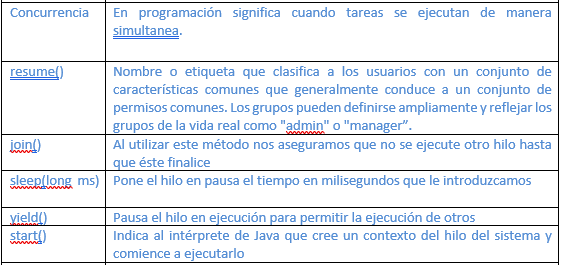 Concurrencia En programación significa cuando tareas se ejecutan de manera
simultanea.
resume() Nombre o etiqueta que clasifica a los usuarios con un conjunto de
características comunes que generalmente conduce a un conjunto de
permisos comunes. Los grupos pueden definirse ampliamente y reflejar los
grupos de la vida real como "admin" o "manager”.
join() Al utilizar este método nos aseguramos que no se ejecute otro hilo hasta
que éste finalice
sleep(long ms) Pone el hilo en pausa el tiempo en milisegundos que le introduzcamos
yield() Pausa el hilo en ejecución para permitir la ejecución de otros
start() Indica al intérprete de Java que cree un contexto del hilo del sistema y
comience a ejecutarlo